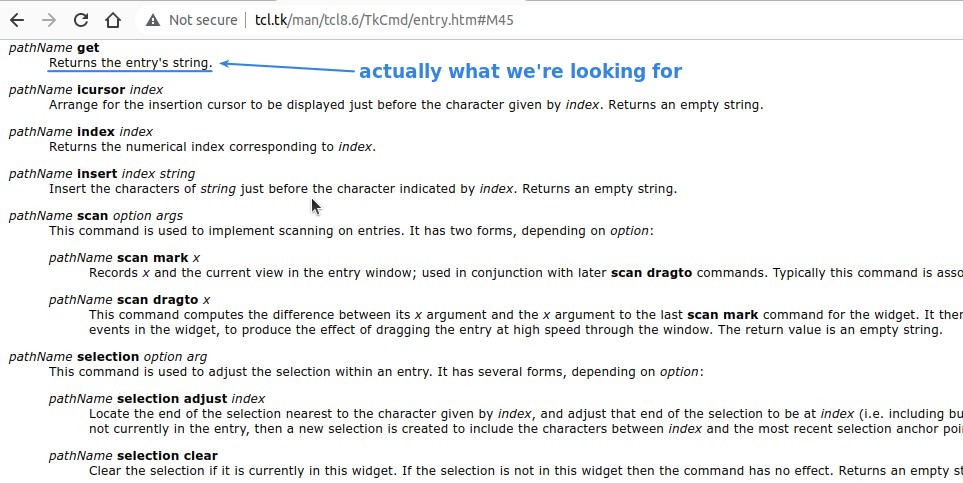 Not secure | tcl.tk/man/tcl8.6/TkCmd/entry.htm#M45
pathName get
Returns the entry's string.
actually what we're looking for
pathName icursor index
Arrange for the insertion cursor to be displayed just before the character given by index. Returns an empty string.
pathName index index
Returns the numerical index corresponding to index.
pathName insert index string
Insert the characters of string just before the character indicated by index. Returns an empty string.
pathName scan option args
This command is used to implement scanning on entries. It has two forms, depending on option:
pathName scan mark x
Records x and the current view in the entry window; used in conjunction with later scan dragto commands. Typically this command is asso
pathName scan dragto x
This command computes the difference between its x argument and the x argument to the last scan mark command for the widget. It ther
events in the widget, to produce the effect of dragging the entry at high speed through the window. The return value is an empty string.
pathName selection option arg
This command is used to adjust the selection within an entry. It has several forms, depending on option:
pathName selection adjust index
Locate the end of the selection nearest to the character given by index, and adjust that end of the selection to be at index (i.e. including bu
not currently in the entry, then a new selection is created to include the characters between index and the most recent selection anchor poi
pathName selection clear
Clear the selection if it is currently in this widget. If the selection is not in this widget then the command has no effect. Returns an empty st